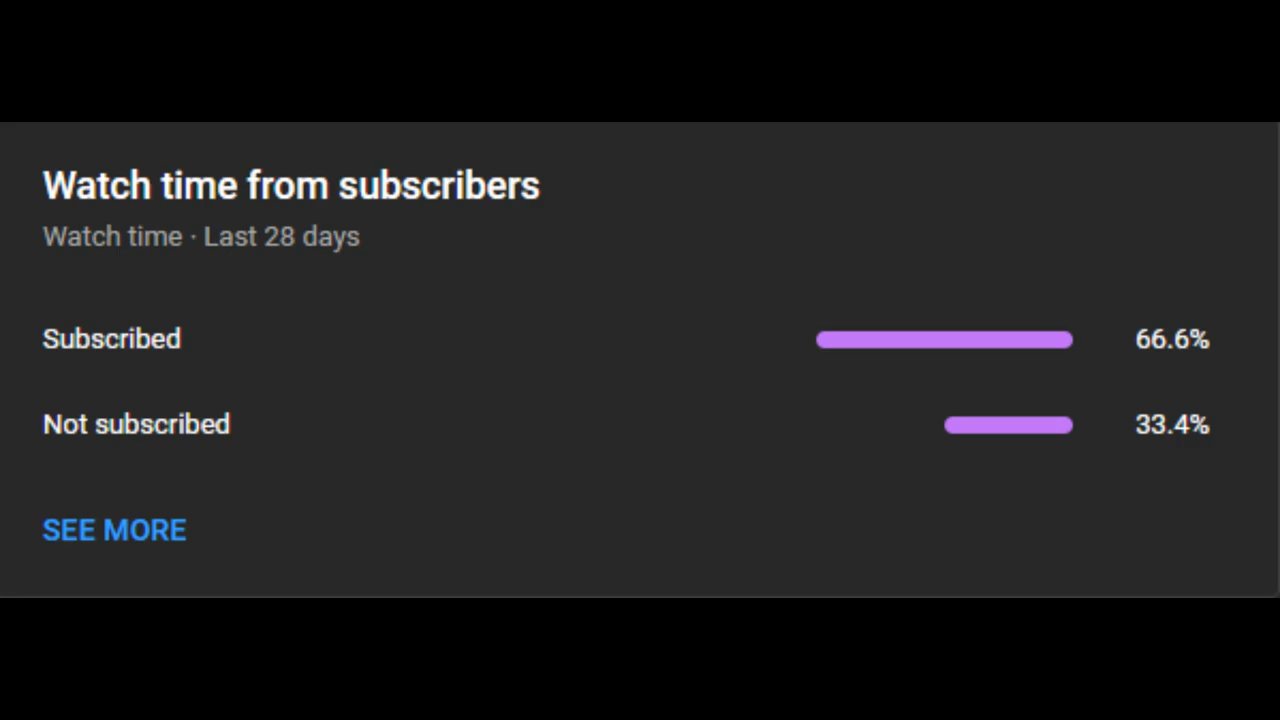 Watch time from subscribers
Watch time · Last 28 days
Subscribed 66.6%
Not subscribed 33.4%
SEE MORE